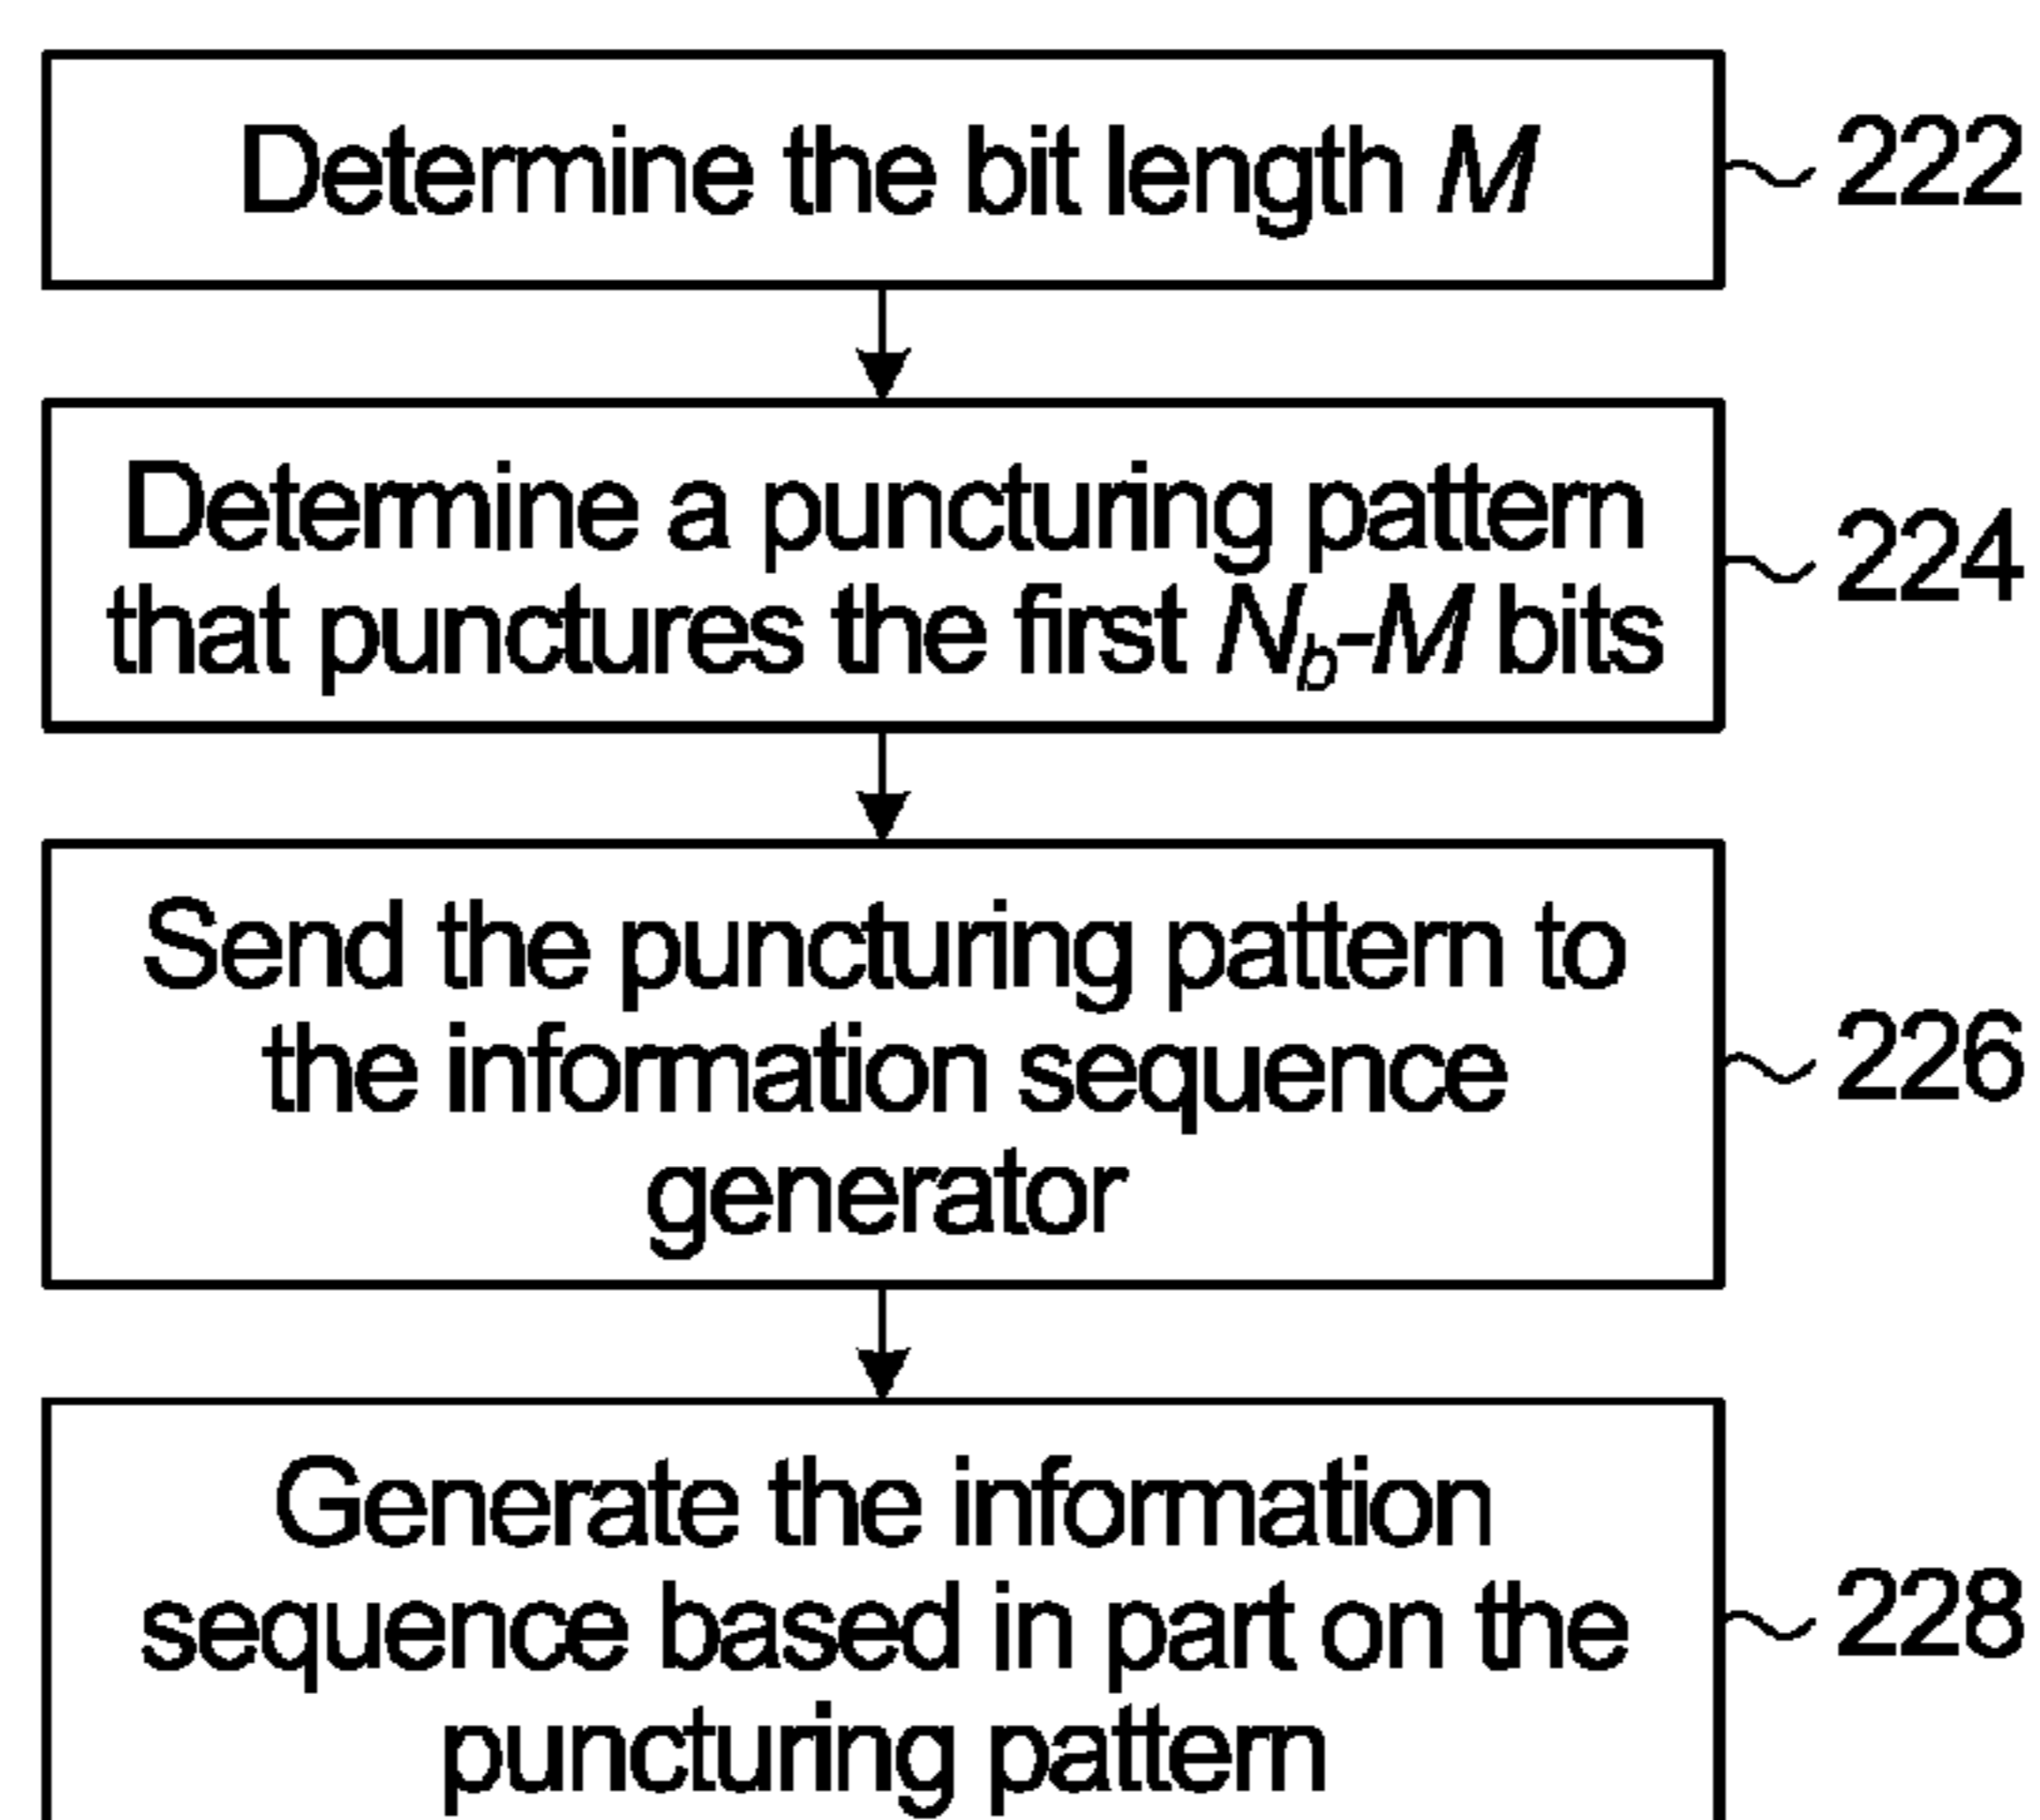 Determine the bit length M
222
Determine a puncturing pattern
that punctures the first N_b-M bits
224
Send the puncturing pattern to
the information sequence
generator
226
Generate the information
sequence based in part on the
puncturing pattern
228